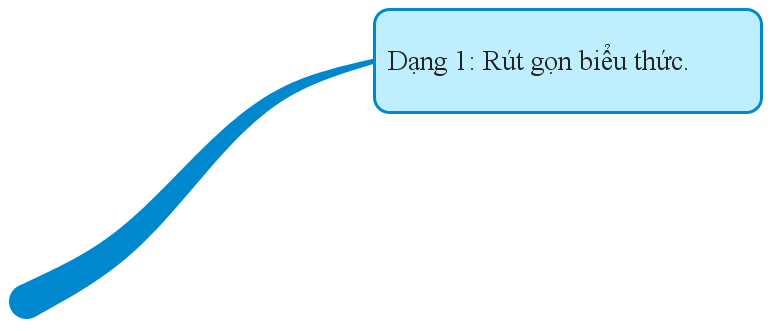 Dạng 1: Rút gọn biểu thức.